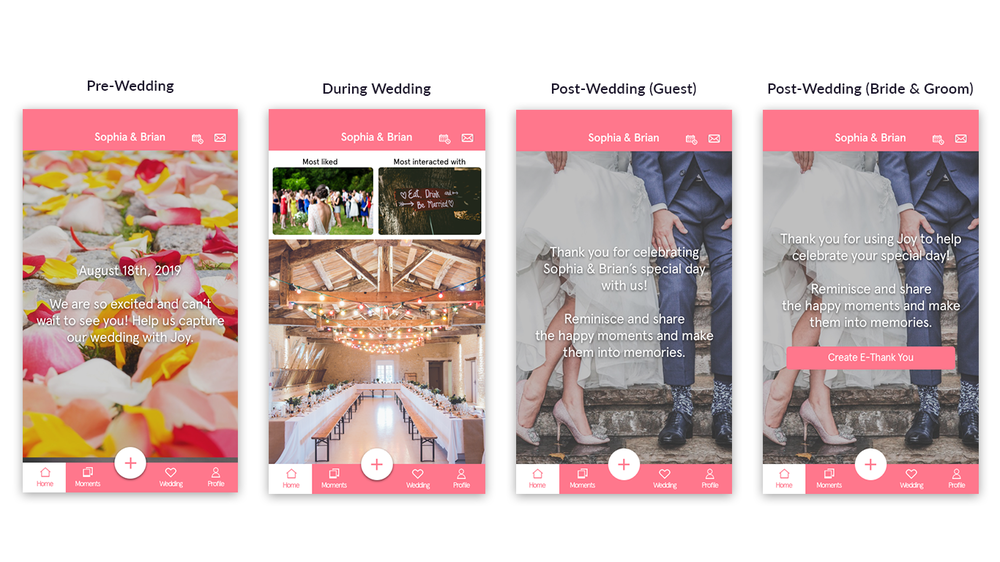 Pre-Wedding
Sophia & Brian
August 18th, 2019
We are so excited and can't
wait to see you! Help us capture
our wedding with Joy.
Home
Moments
Wedding
Profile
During Wedding
Sophia & Brian
Most liked
Most interacted with
Eat, Drink and
Be Married
Home
Moments
Wedding
Profile
Post-Wedding (Guest)
Sophia & Brian
Thank you for celebrating
Sophia & Brian's special day
with us!
Reminisce and share
the happy moments and make
them into memories.
Home
Moments
Wedding
Profile
Post-Wedding (Bride & Groom)
Sophia & Brian
Thank you for using Joy to help
celebrate your special day!
Reminisce and share
the happy moments and make
them into memories.
Create E-Thank You
Home
Moments
Wedding
Profile